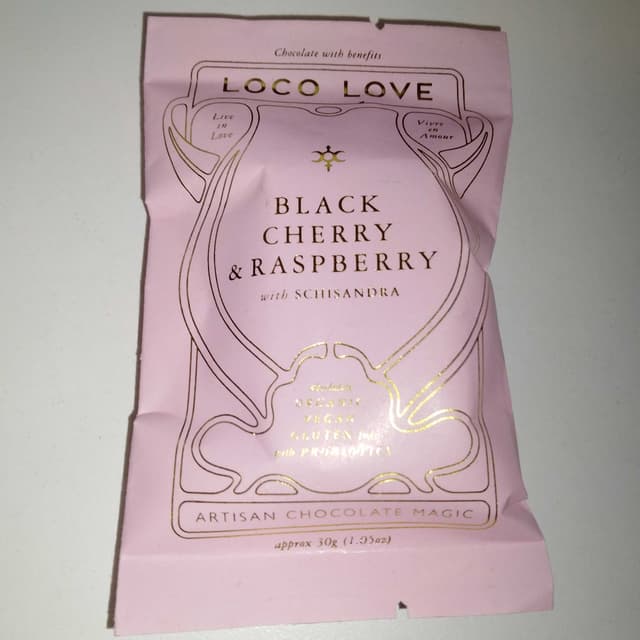 Chocolate with benefits
LOCO LOVE
Live
in
Love
Vivre
en
Amour
BLACK
CHERRY
& RASPBERRY
with SCHISANDRA
ORGANIC
VEGAN
GLUTEN
with PROBIOTICS
ARTISAN CHOCOLATE MAGIC
approx 30g (1.05oz)